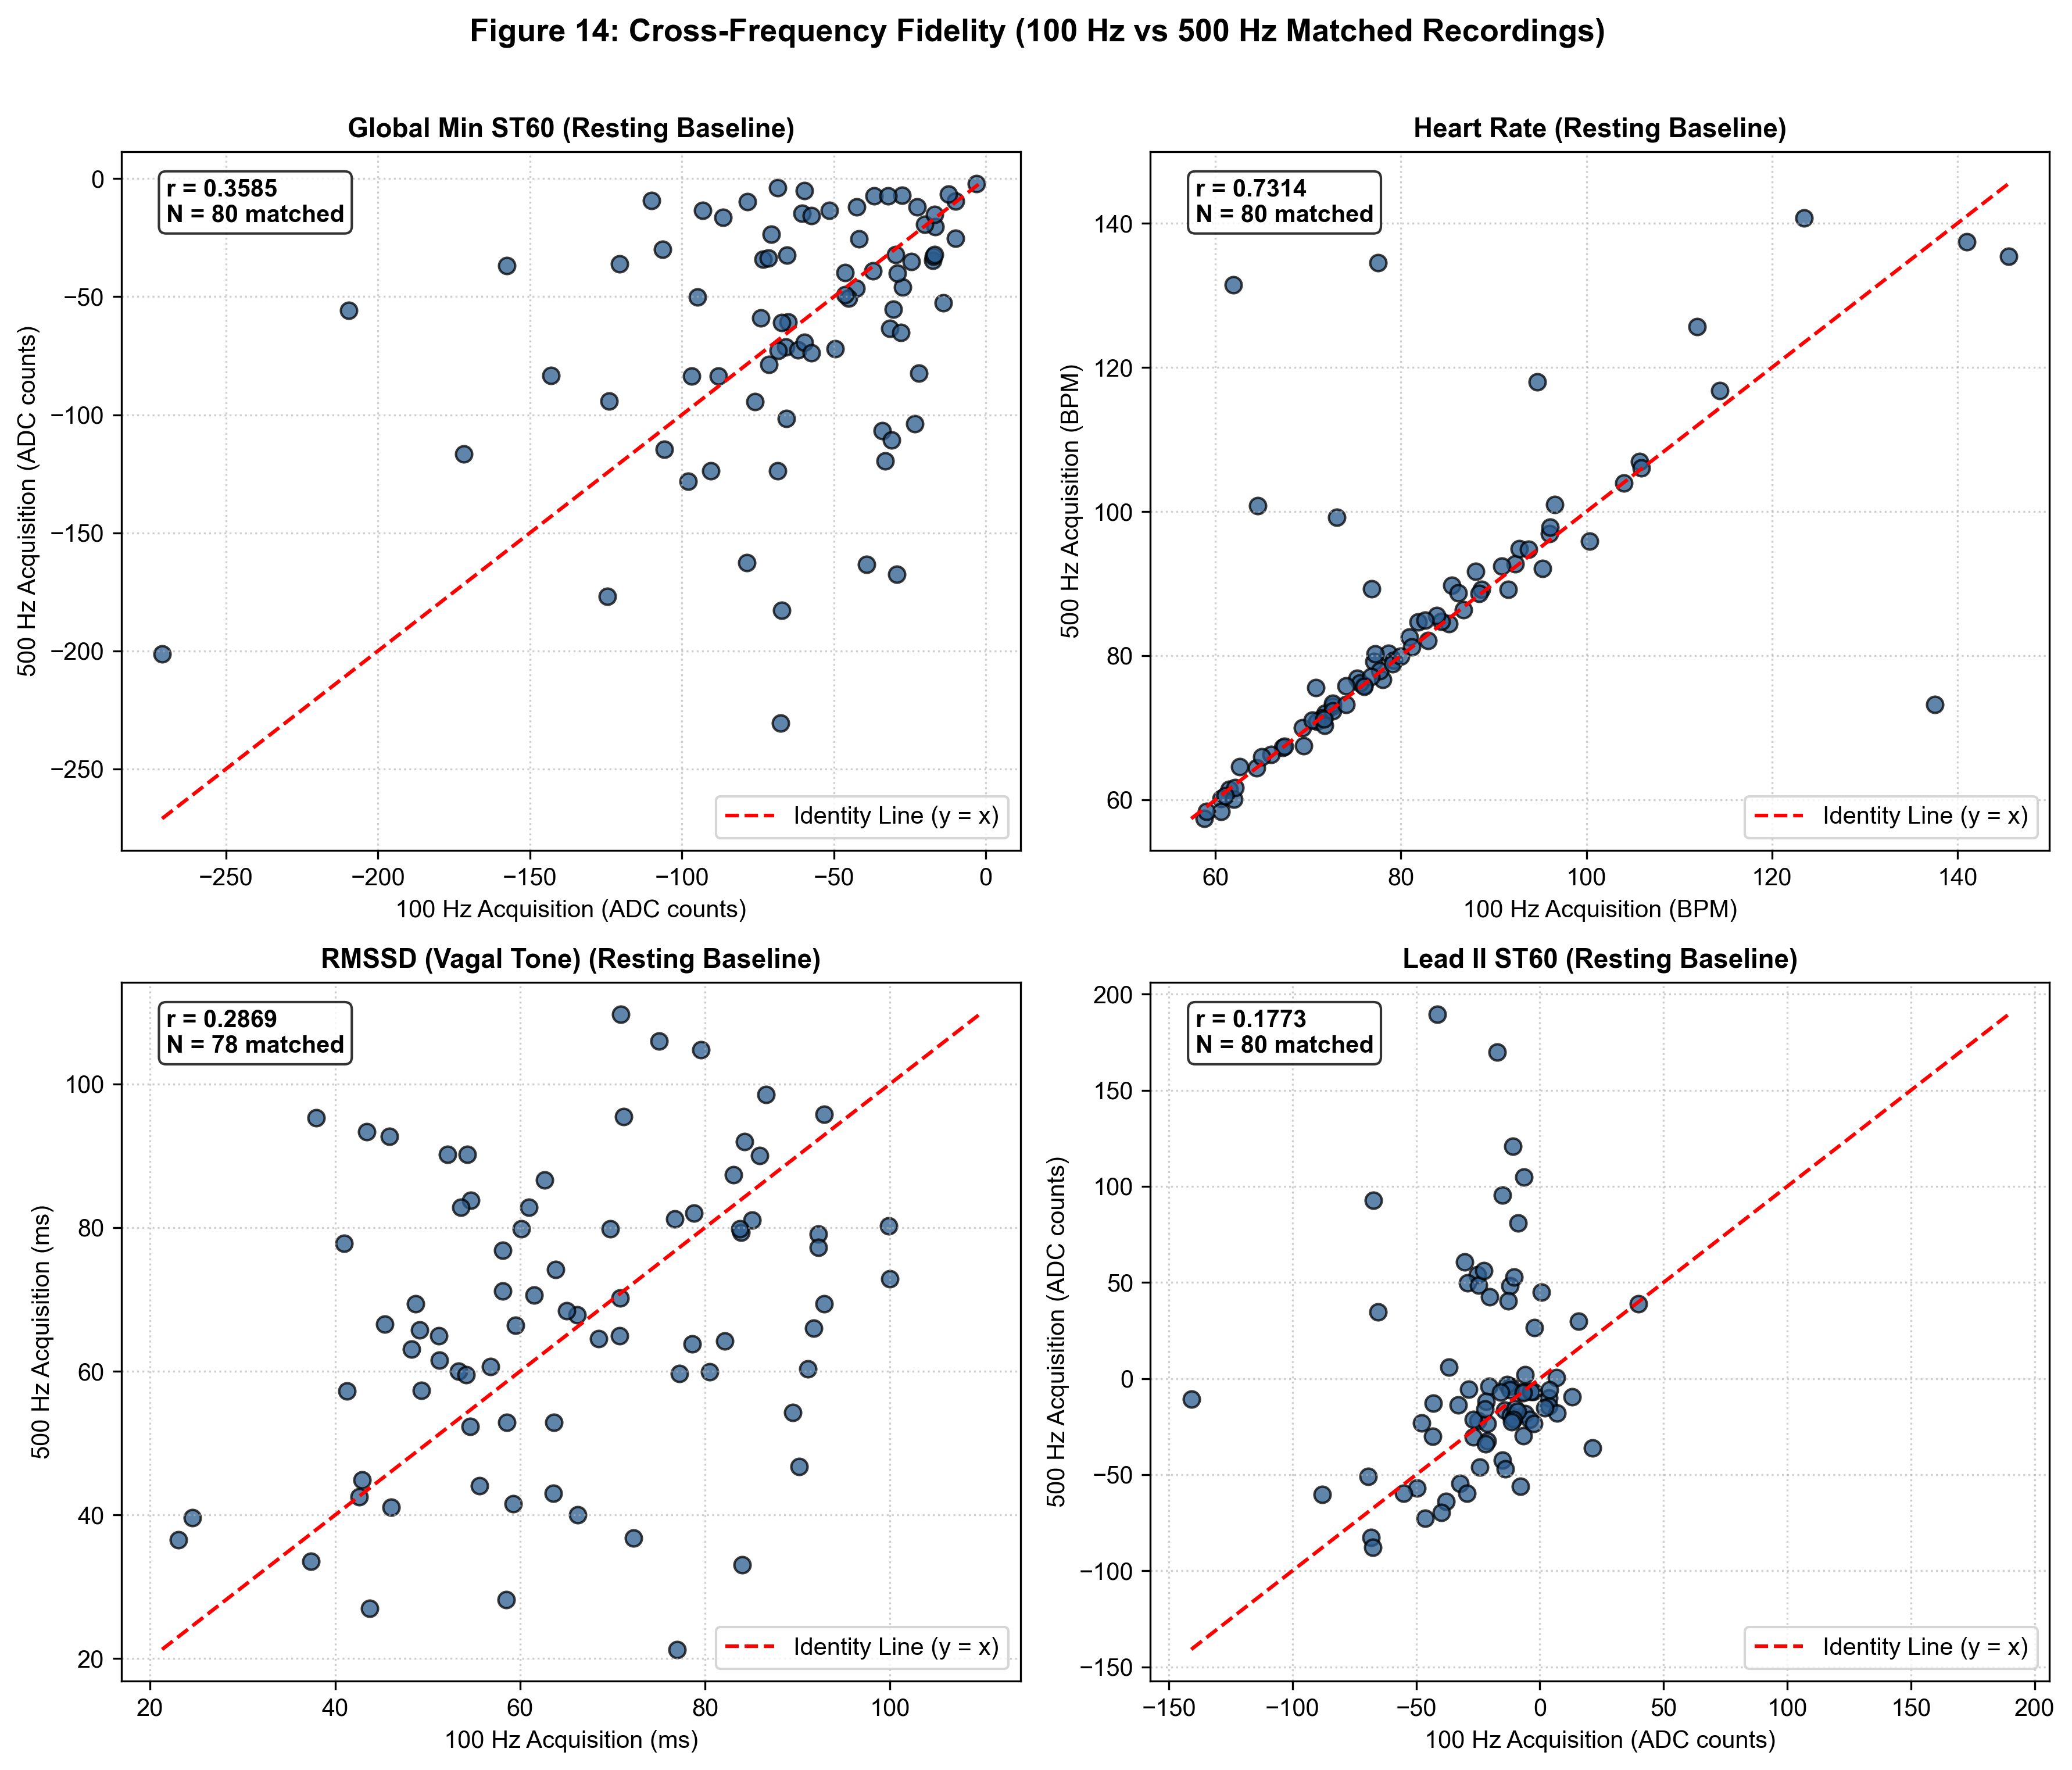 Figure 14: Cross-Frequency Fidelity (100 Hz vs 500 Hz Matched Recordings)
Global Min ST60 (Resting Baseline)
r = 0.3585
N = 80 matched
0
−50
−100
−150
−200
−250
500 Hz Acquisition (ADC counts)
Identity Line (y = x)
−250 −200 −150 −100 −50 0
100 Hz Acquisition (ADC counts)
Heart Rate (Resting Baseline)
r = 0.7314
N = 80 matched
140
120
100
80
60
500 Hz Acquisition (BPM)
Identity Line (y = x)
60 80 100 120 140
100 Hz Acquisition (BPM)
RMSSD (Vagal Tone) (Resting Baseline)
r = 0.2869
N = 78 matched
100
80
60
40
20
500 Hz Acquisition (ms)
Identity Line (y = x)
20 40 60 80 100
100 Hz Acquisition (ms)
Lead II ST60 (Resting Baseline)
r = 0.1773
N = 80 matched
200
150
100
50
0
−50
−100
−150
500 Hz Acquisition (ADC counts)
Identity Line (y = x)
−150 −100 −50 0 50 100 150 200
100 Hz Acquisition (ADC counts)